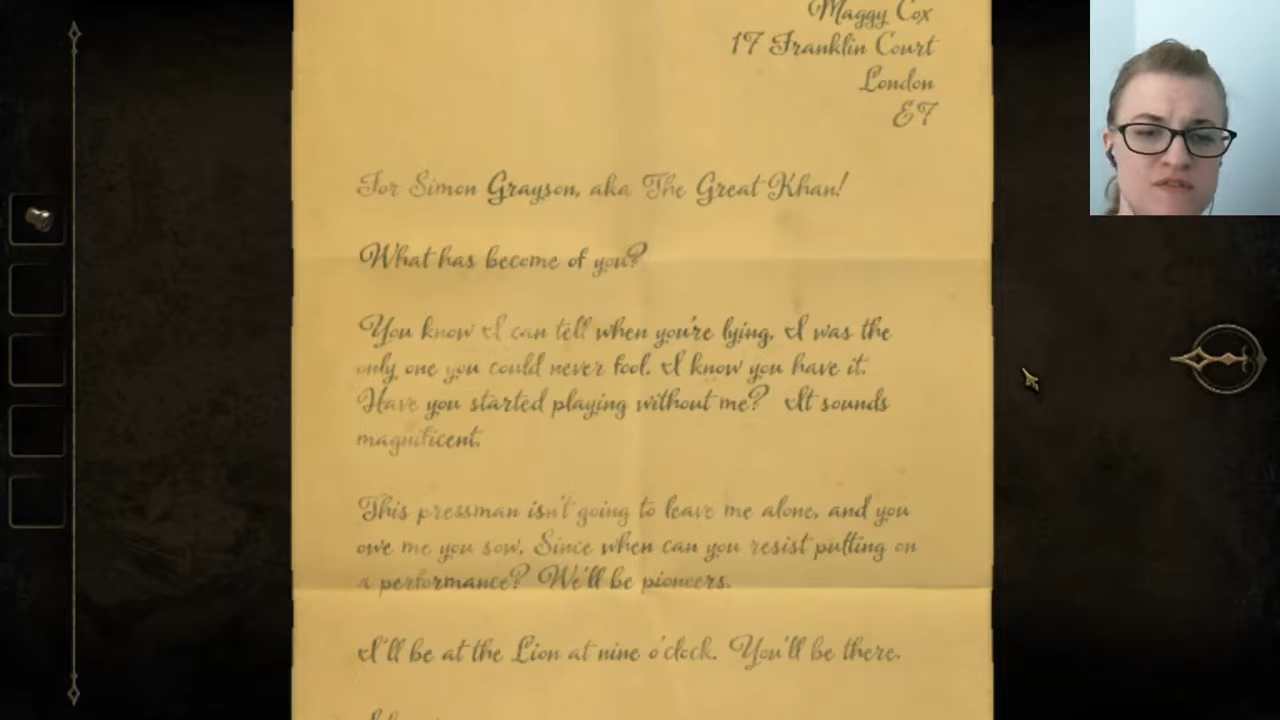 Maggy Cox
17 Franklin Court
London
E7
For Simon Grayson, aka The Great Khan!
What has become of you?
You know I can tell when you're lying, I was the
only one you could never fool. I know you have it.
Have you started playing without me? It sounds
magnificent.
This pressman isn't going to leave me alone, and you
owe me you sow. Since when can you resist putting on
a performance? We'll be pioneers.
I'll be at the Lion at nine o'clock. You'll be there.